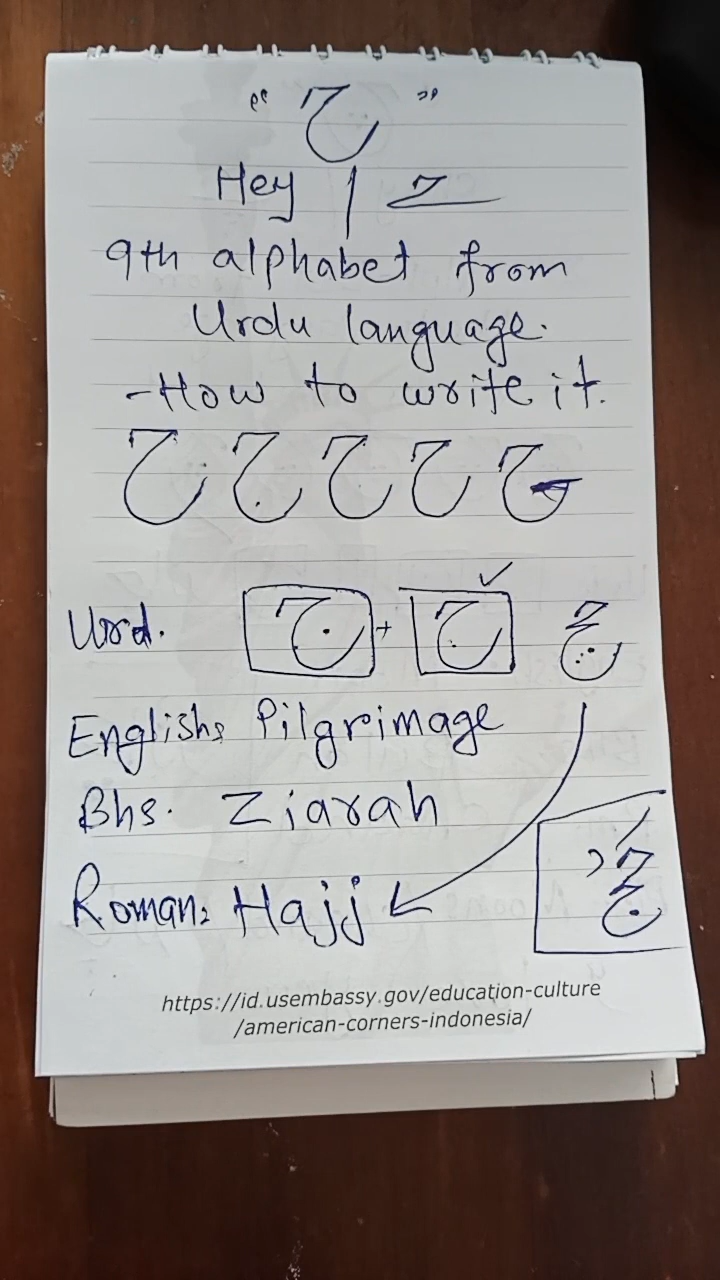 “ ح ”
Hey | ح
9th alphabet from
Urdu language.
-How to write it.
ح ح ح ح ح
Urd. ج + ح ✓ حج
English: Pilgrimage
Bhs. Ziarah
Roman: Hajj
https://id.usembassy.gov/education-culture
/american-corners-indonesia/